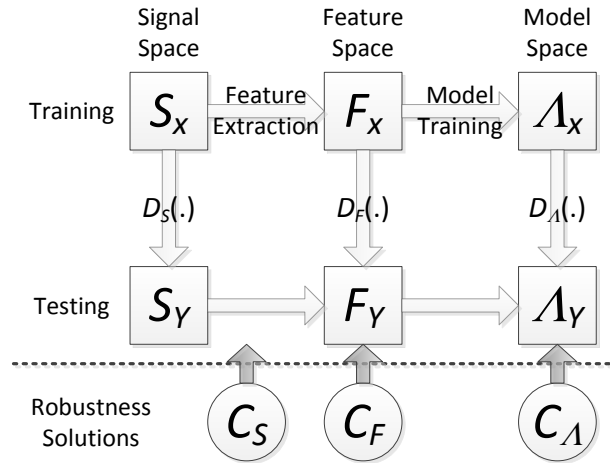 Signal Space
Feature Space
Model Space
Training
S_X
Feature Extraction
F_X
Model Training
Λ_X
D_S(.)
D_F(.)
D_Λ(.)
Testing
S_Y
F_Y
Λ_Y
Robustness Solutions
C_S
C_F
C_Λ